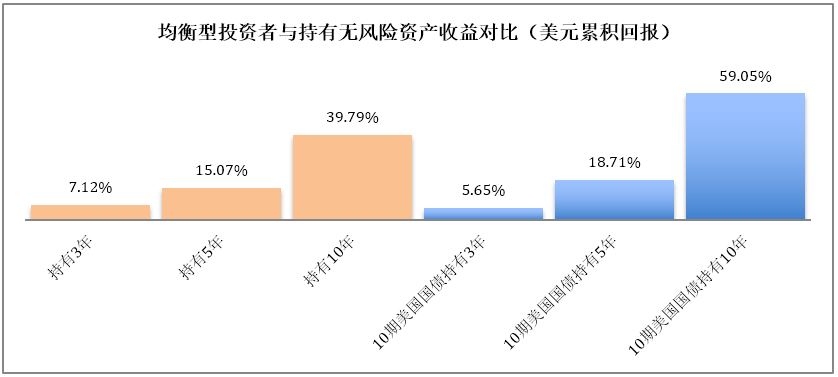 均衡型投资者与持有无风险资产收益对比（美元累积回报）
7.12%
15.07%
39.79%
5.65%
18.71%
59.05%
持有3年
持有5年
持有10年
10期美国国债持有3年
10期美国国债持有5年
10期美国国债持有10年